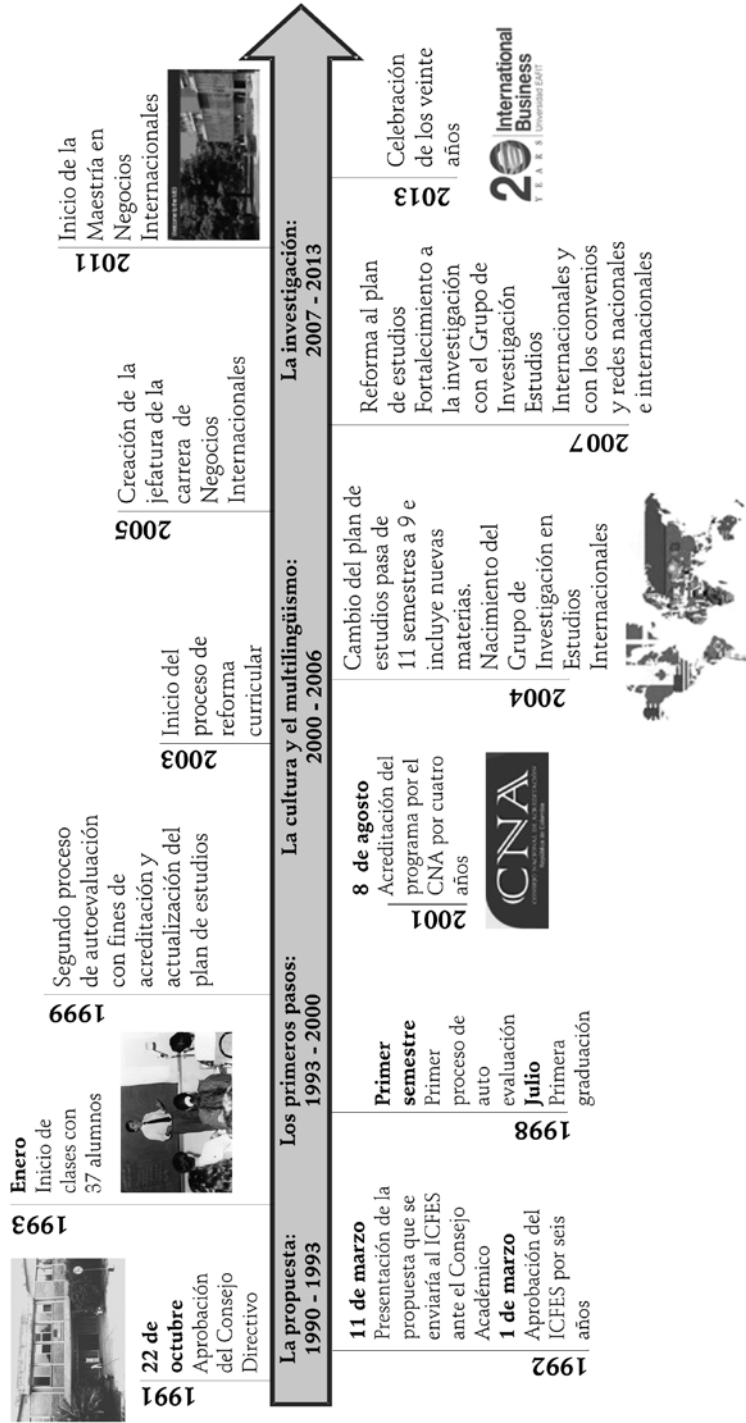 1991
22 de
octubre
Aprobación
del Consejo
Directivo
1993
Enero
Inicio de
clases con
37 alumnos
1999
Segundo proceso
de autoevaluación
con fines de
acreditación y
actualización del
plan de estudios
2003
Inicio del
proceso de
reforma
curricular
2005
Creación de la
jefatura de la
carrera de
Negocios
Internacionales
2011
Inicio de la
Maestría en
Negocios
Internacionales
La propuesta:
1990 - 1993
Los primeros pasos:
1993 - 2000
La cultura y el multilingüismo:
2000 - 2006
La investigación:
2007 - 2013
1992
11 de marzo
Presentación de la
propuesta que se
enviaría al ICFES
ante el Consejo
Académico
1 de marzo
Aprobación del
ICFES por seis
años
1998
Primer
semestre
Primer
proceso de
auto
evaluación
Julio
Primera
graduación
2001
8 de agosto
Acreditación del
programa por el
CNA por cuatro
años
CNA
CONSEJO NACIONAL DE ACREDITACIÓN
República de Colombia
2004
Cambio del plan de
estudios pasa de
11 semestres a 9 e
incluye nuevas
materias.
Nacimiento del
Grupo de
Investigación en
Estudios
Internacionales
2007
Reforma al plan
de estudios
Fortalecimiento a
la investigación
con el Grupo de
Investigación
Estudios
Internacionales y
con los convenios
y redes nacionales
e internacionales
2013
Celebración
de los veinte
años
20
YEARS
International
Business
Universidad EAFIT